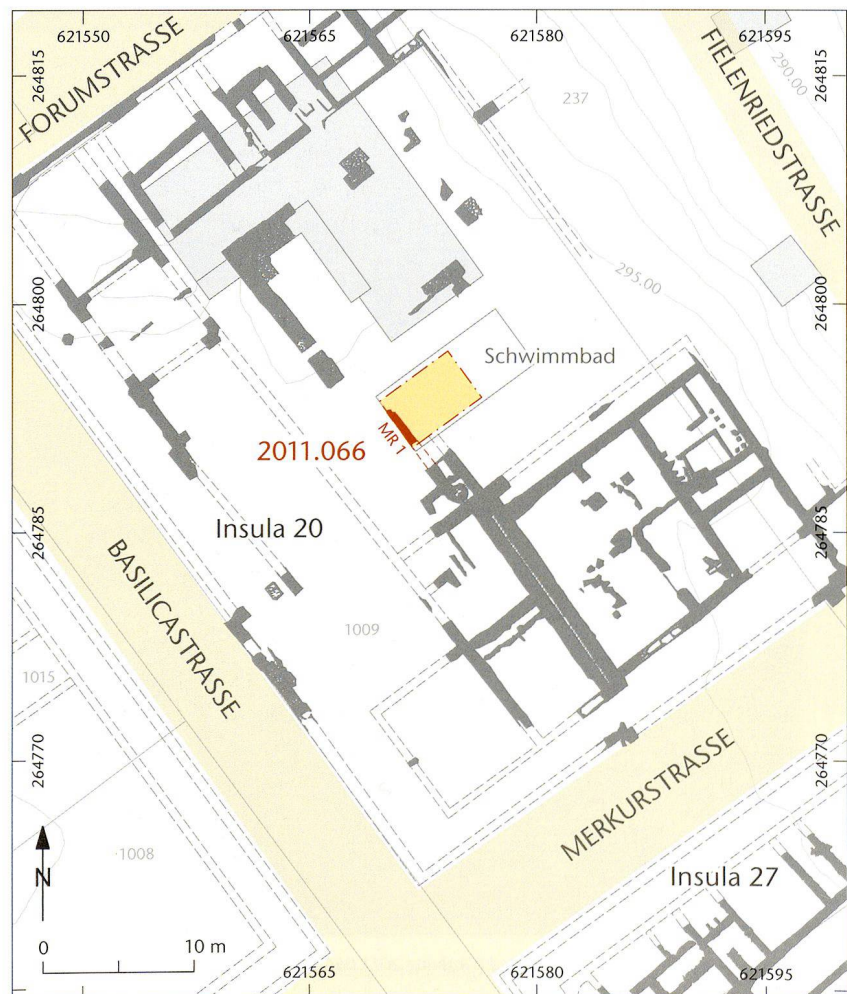 621550
621565
621580
621595
264815
264815
FORUMSTRASSE
FIELENRIEDSTRASSE
290.00
237
295.00
264800
264800
Schwimmbad
MR 1
2011.066
264785
264785
Insula 20
BASILICASTRASSE
1009
1015
264770
264770
MERKURSTRASSE
1008
Insula 27
N
0 10 m
621565
621580
621595